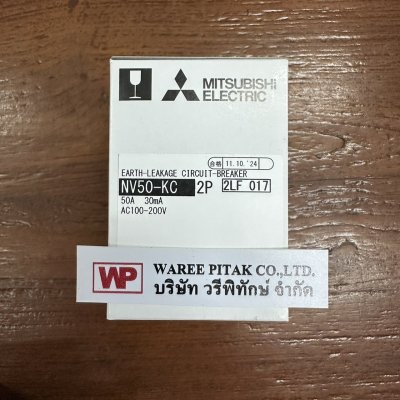 MITSUBISHI
ELECTRIC
合格 11.10.'24
EARTH-LEAKAGE CIRCUIT-BREAKER
NV50-KC 2P 2LF 017
50A 30mA
AC100-200V
WP WAREE PITAK CO.,LTD.
บริษัท วรีพิทักษ์ จำกัด